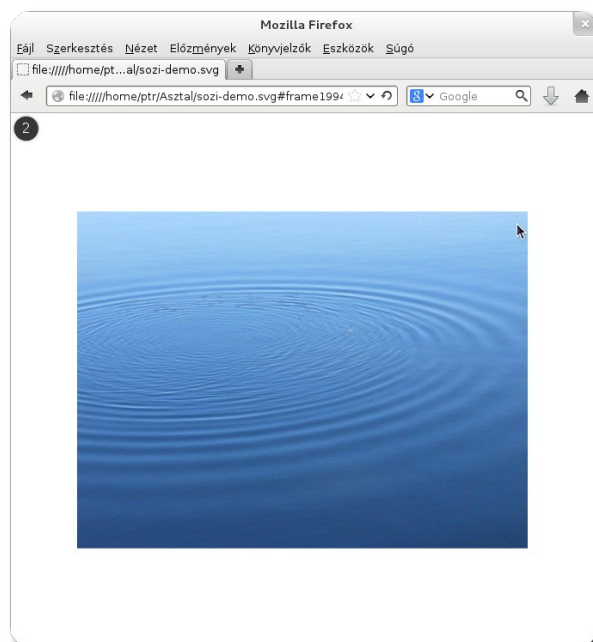 Mozilla Firefox
Fájl Szerkesztés Nézet Előzmények Könyvjelzők Eszközök Súgó
file://///home/pt...al/sozi-demo.svg
file://///home/ptr/Asztal/sozi-demo.svg#frame1994 8 Google
2